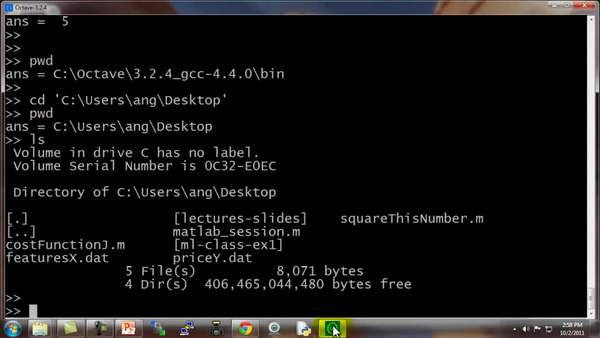 Octave-3.2.4
ans =  5
>>
>>
>> pwd
ans = C:\Octave\3.2.4_gcc-4.4.0\bin
>>
>> cd 'C:\Users\ang\Desktop'
>> pwd
ans = C:\Users\ang\Desktop
>> ls
 Volume in drive C has no label.
 Volume Serial Number is 0C32-E0EC
 Directory of C:\Users\ang\Desktop
[.]                     [lectures-slides]     squareThisNumber.m
[..]                    matlab_session.m
costFunctionJ.m         [ml-class-ex1]
featuresX.dat           priceY.dat
               5 File(s)          8,071 bytes
               4 Dir(s)  406,465,044,480 bytes free
>>
>>
2:58 PM
10/2/2011